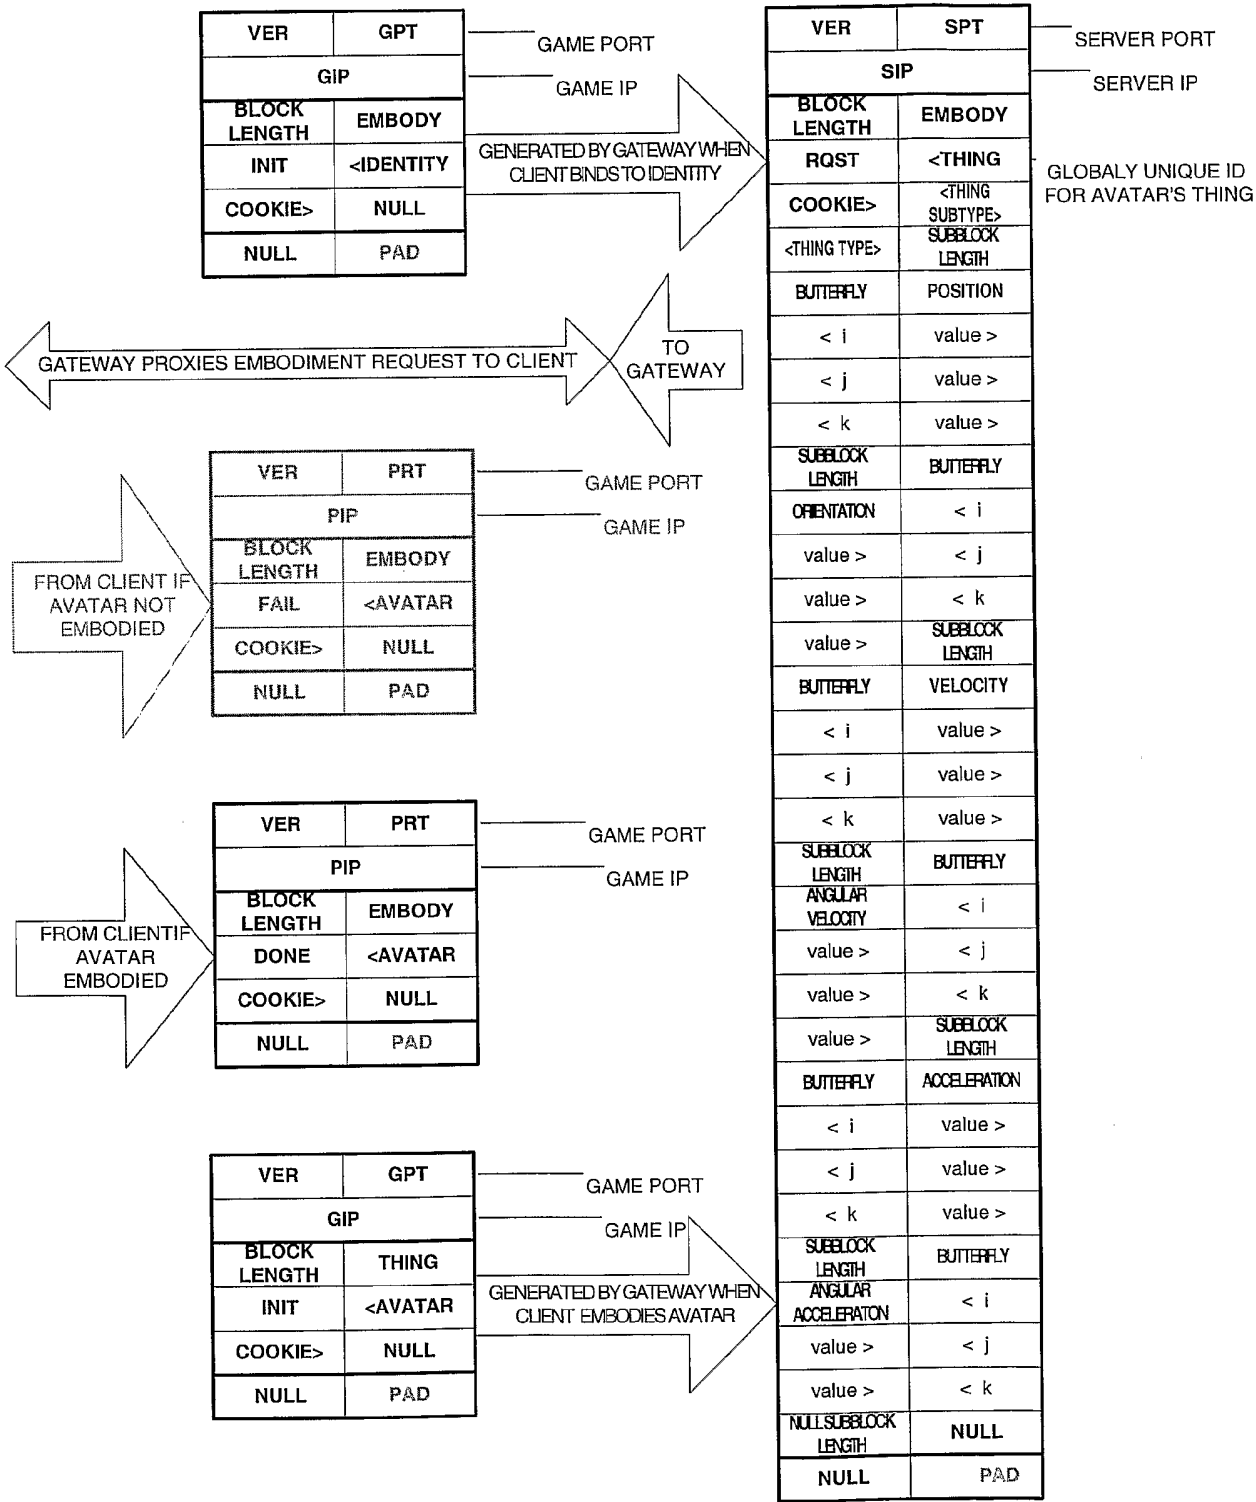 VER GPT
GAME PORT
GIP
GAME IP
BLOCK LENGTH EMBODY
INIT <IDENTITY
COOKIE> NULL
NULL PAD
GENERATED BY GATEWAY WHEN
CLIENT BINDS TO IDENTITY
GATEWAY PROXIES EMBODIMENT REQUEST TO CLIENT
TO
GATEWAY
VER PRT
GAME PORT
PIP
GAME IP
BLOCK LENGTH EMBODY
FAIL <AVATAR
COOKIE> NULL
NULL PAD
FROM CLIENT IF
AVATAR NOT
EMBODIED
VER PRT
GAME PORT
PIP
GAME IP
BLOCK LENGTH EMBODY
DONE <AVATAR
COOKIE> NULL
NULL PAD
FROM CLIENTIF
AVATAR
EMBODIED
VER GPT
GAME PORT
GIP
GAME IP
BLOCK LENGTH THING
INIT <AVATAR
COOKIE> NULL
NULL PAD
GENERATED BY GATEWAY WHEN
CLIENT EMBODIES AVATAR
VER SPT
SERVER PORT
SIP
SERVER IP
BLOCK LENGTH EMBODY
RQST <THING
GLOBALY UNIQUE ID
FOR AVATAR'S THING
COOKIE> <THING SUBTYPE>
<THING TYPE> SUBBLOCK LENGTH
BUTTERFLY POSITION
< i value >
< j value >
< k value >
SUBBLOCK LENGTH BUTTERFLY
ORIENTATION < i
value > < j
value > < k
value > SUBBLOCK LENGTH
BUTTERFLY VELOCITY
< i value >
< j value >
< k value >
SUBBLOCK LENGTH BUTTERFLY
ANGULAR VELOCITY < i
value > < j
value > < k
value > SUBBLOCK LENGTH
BUTTERFLY ACCELERATION
< i value >
< j value >
< k value >
SUBBLOCK LENGTH BUTTERFLY
ANGULAR ACCELERATON < i
value > < j
value > < k
NULL SUBBLOCK LENGTH NULL
NULL PAD